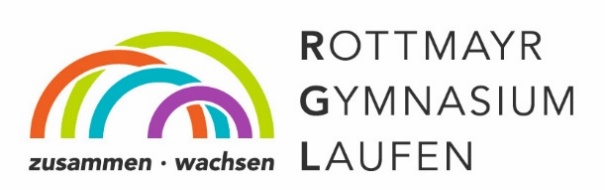 ROTTMAYR
GYMNASIUM
LAUFEN
zusammen · wachsen